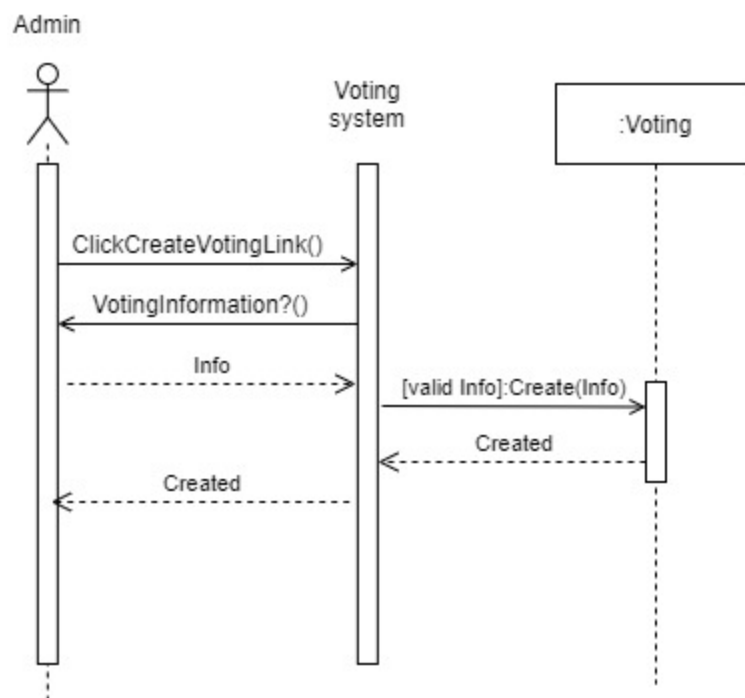 Admin
Voting
system
:Voting
ClickCreateVotingLink()
VotingInformation?()
Info
[valid Info]:Create(Info)
Created
Created